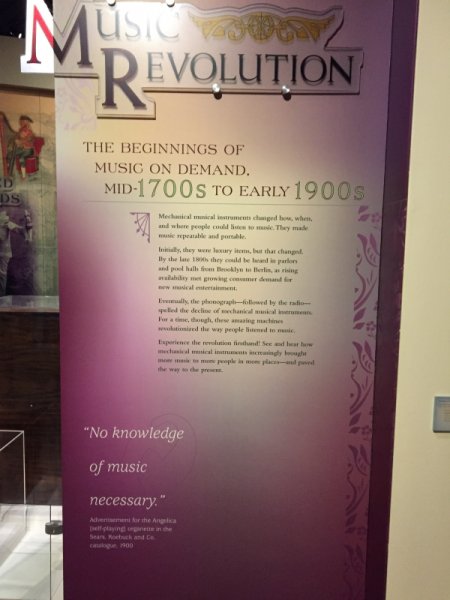 MUSIC
REVOLUTION
THE BEGINNINGS OF
MUSIC ON DEMAND,
MID-1700s TO EARLY 1900s
Mechanical musical instruments changed how, when,
and where people could listen to music. They made
music repeatable and portable.
Initially, they were luxury items, but that changed.
By the late 1800s they could be heard in parlors
and pool halls from Brooklyn to Berlin, as rising
availability met growing consumer demand for
new musical entertainment.
Eventually, the phonograph—followed by the radio—
spelled the decline of mechanical musical instruments.
For a time, though, these amazing machines
revolutionized the way people listened to music.
Experience the revolution firsthand! See and hear how
mechanical musical instruments increasingly brought
more music to more people in more places—and paved
the way to the present.
"No knowledge
of music
necessary."
Advertisement for the Angelica
(self-playing) organette in the
Sears, Roebuck and Co.
catalogue, 1900